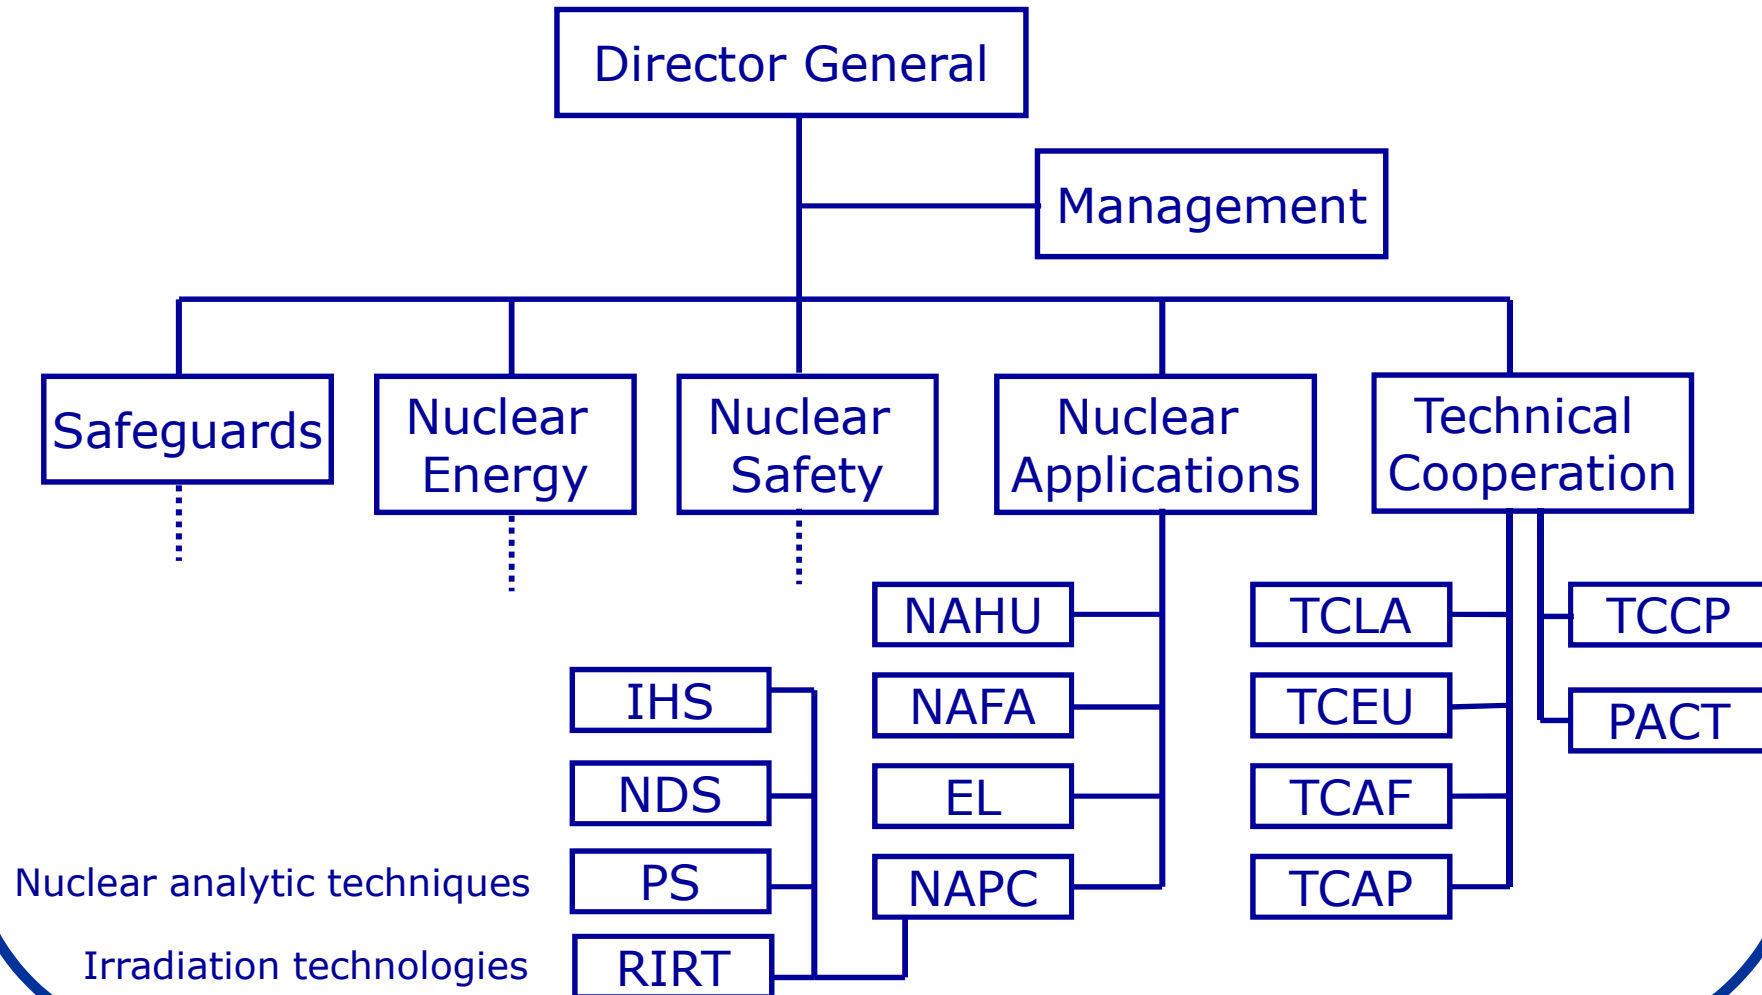 Director General
Management
Safeguards
Nuclear
Energy
Nuclear
Safety
Nuclear
Applications
Technical
Cooperation
NAHU
TCLA
TCCP
IHS
NAFA
TCEU
PACT
NDS
EL
TCAF
Nuclear analytic techniques
PS
NAPC
TCAP
Irradiation technologies
RIRT